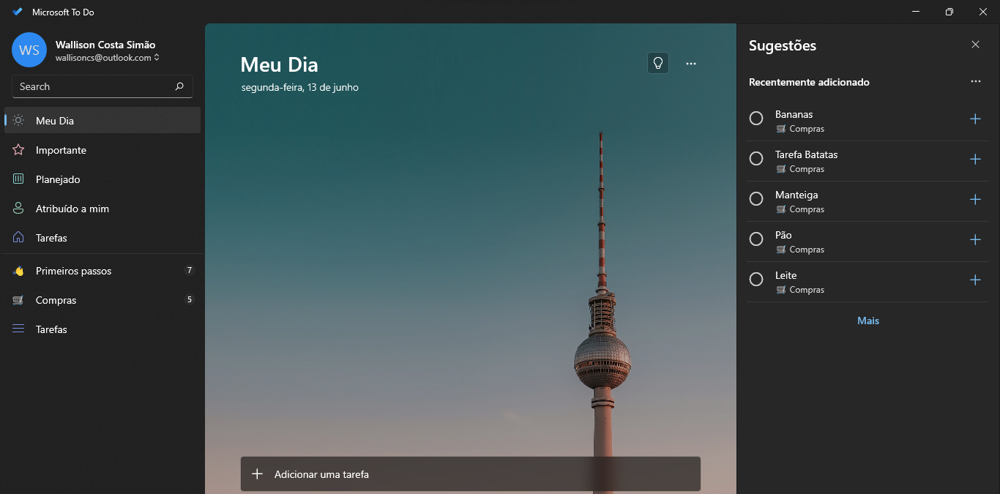 Microsoft To Do
WS
Wallison Costa Simão
wallisoncs@outlook.com
Search
Meu Dia
Importante
Planejado
Atribuído a mim
Tarefas
Primeiros passos 7
Compras 5
Tarefas
Meu Dia
segunda-feira, 13 de junho
Adicionar uma tarefa
Sugestões
Recentemente adicionado
Bananas
Compras
Tarefa Batatas
Compras
Manteiga
Compras
Pão
Compras
Leite
Compras
Mais